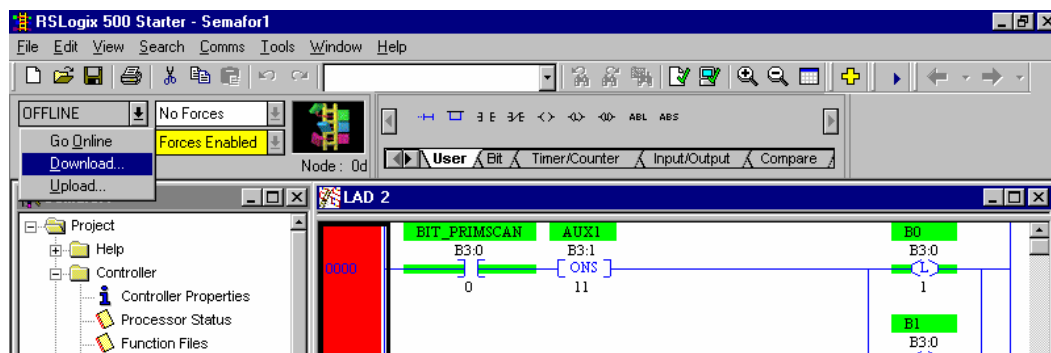 RSLogix 500 Starter - Semafor1
File Edit View Search Comms Tools Window Help
OFFLINE No Forces
Go Online Forces Enabled
Download... Node : 0d
Upload...
ABL ABS
User Bit Timer/Counter Input/Output Compare
LAD 2
Project
Help
Controller
Controller Properties
Processor Status
Function Files
BIT_PRIMSCAN AUX1 B0
B3:0 B3:1 B3:0
0000 ONS L
0 11 1
B1
B3:0